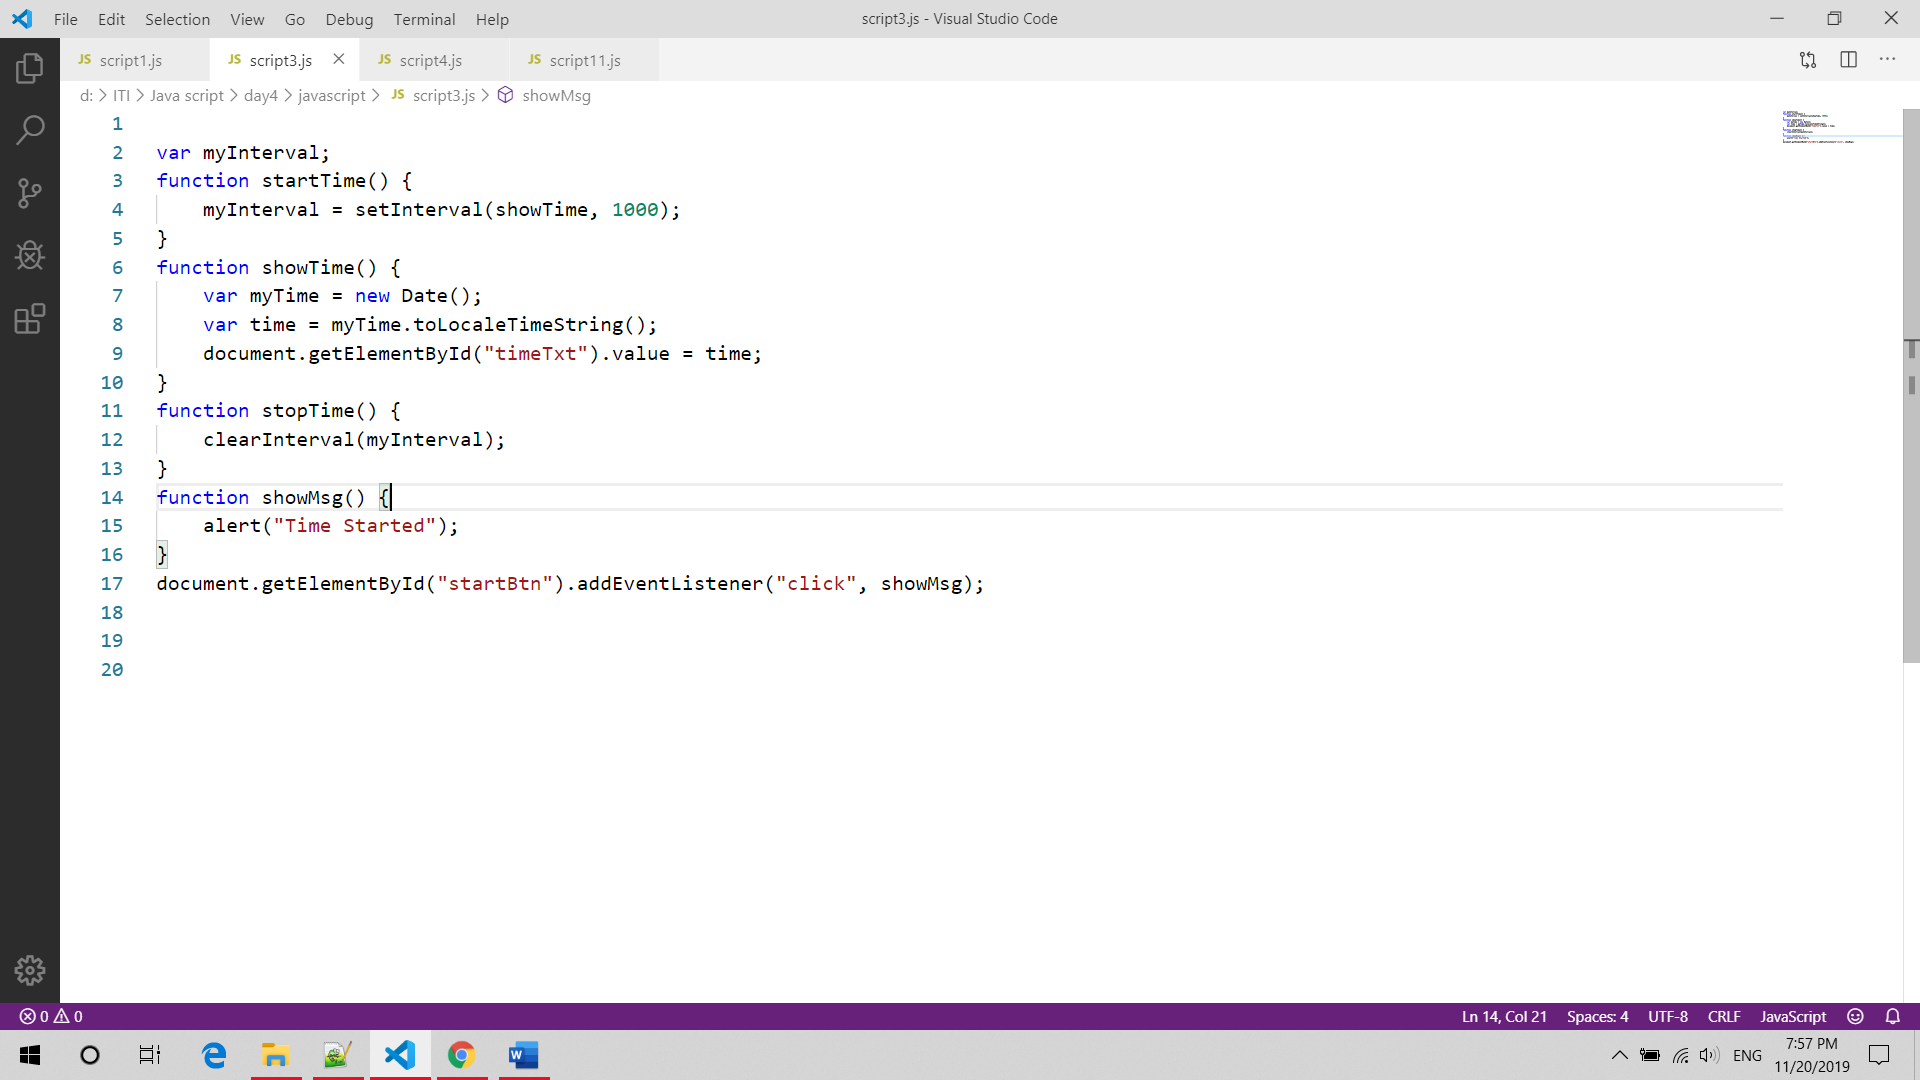 File Edit Selection View Go Debug Terminal Help script3.js - Visual Studio Code
JS script1.js JS script3.js JS script4.js JS script11.js
d: > ITI > Java script > day4 > javascript > JS script3.js > showMsg
1
2 var myInterval;
3 function startTime() {
4     myInterval = setInterval(showTime, 1000);
5 }
6 function showTime() {
7     var myTime = new Date();
8     var time = myTime.toLocaleTimeString();
9     document.getElementById("timeTxt").value = time;
10 }
11 function stopTime() {
12     clearInterval(myInterval);
13 }
14 function showMsg() {
15     alert("Time Started");
16 }
17 document.getElementById("startBtn").addEventListener("click", showMsg);
18
19
20
0 0 Ln 14, Col 21 Spaces: 4 UTF-8 CRLF JavaScript
ENG 7:57 PM
11/20/2019